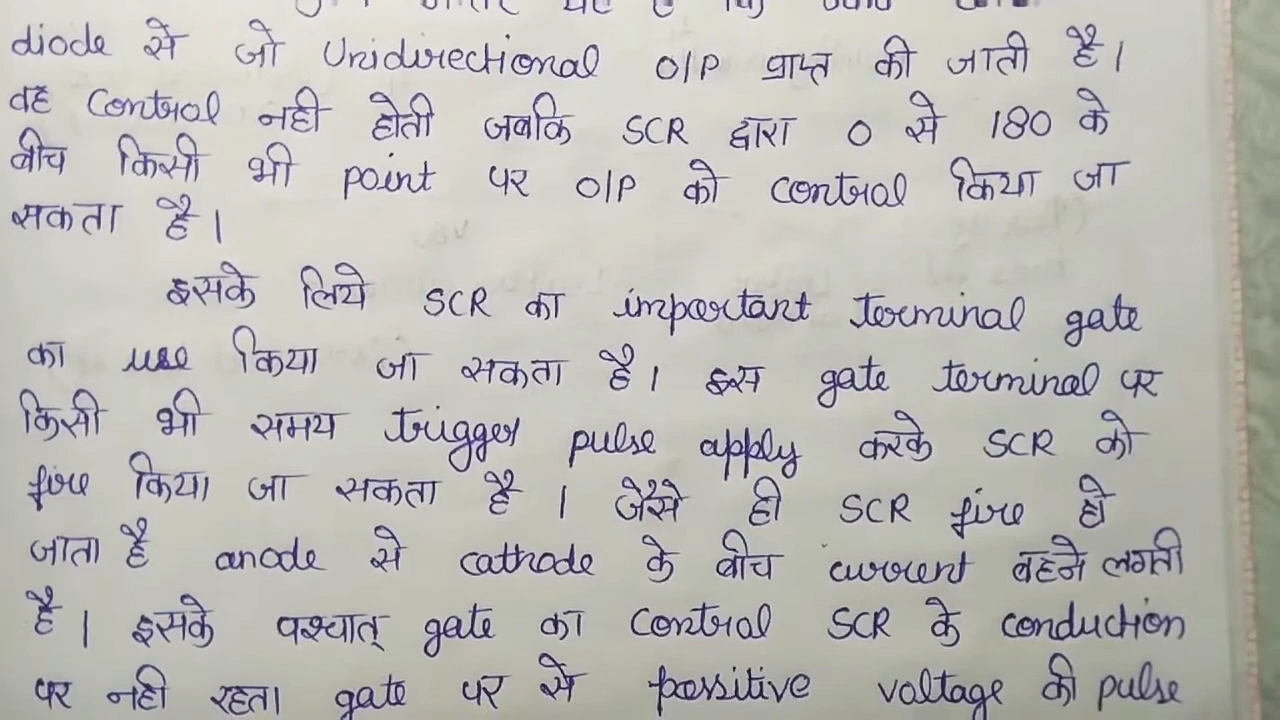 diode से जो Unidirectional O/P प्राप्त की जाती है।
वह Control नही होती जबकि SCR द्वारा 0 से 180 के
बीच किसी भी point पर O/P को control किया जा
सकता है।
इसके लिये SCR का important terminal gate
का use किया जा सकता है। इस gate terminal पर
किसी भी समय trigger pulse apply करके SCR को
fire किया जा सकता है । जैसे ही SCR fire हो
जाता है anode से cathode के बीच current बहने लगती
है। इसके पश्चात् gate का control SCR के conduction
पर नही रहता। gate पर से possitive voltage की pulse